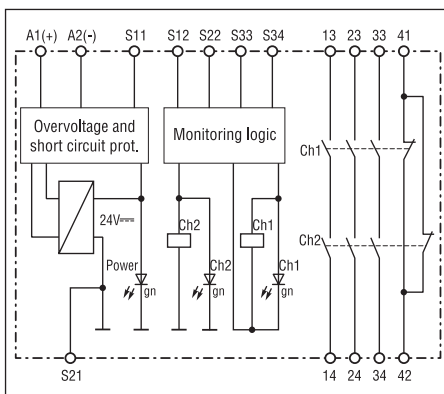 A1(+) A2(-) S11 S12 S22 S33 S34 13 23 33 41
Overvoltage and
short circuit prot.
Monitoring logic
Ch1
24V⎓
Ch2 Ch1
Ch2
Power Ch2 Ch1
gn gn gn
S21 14 24 34 42